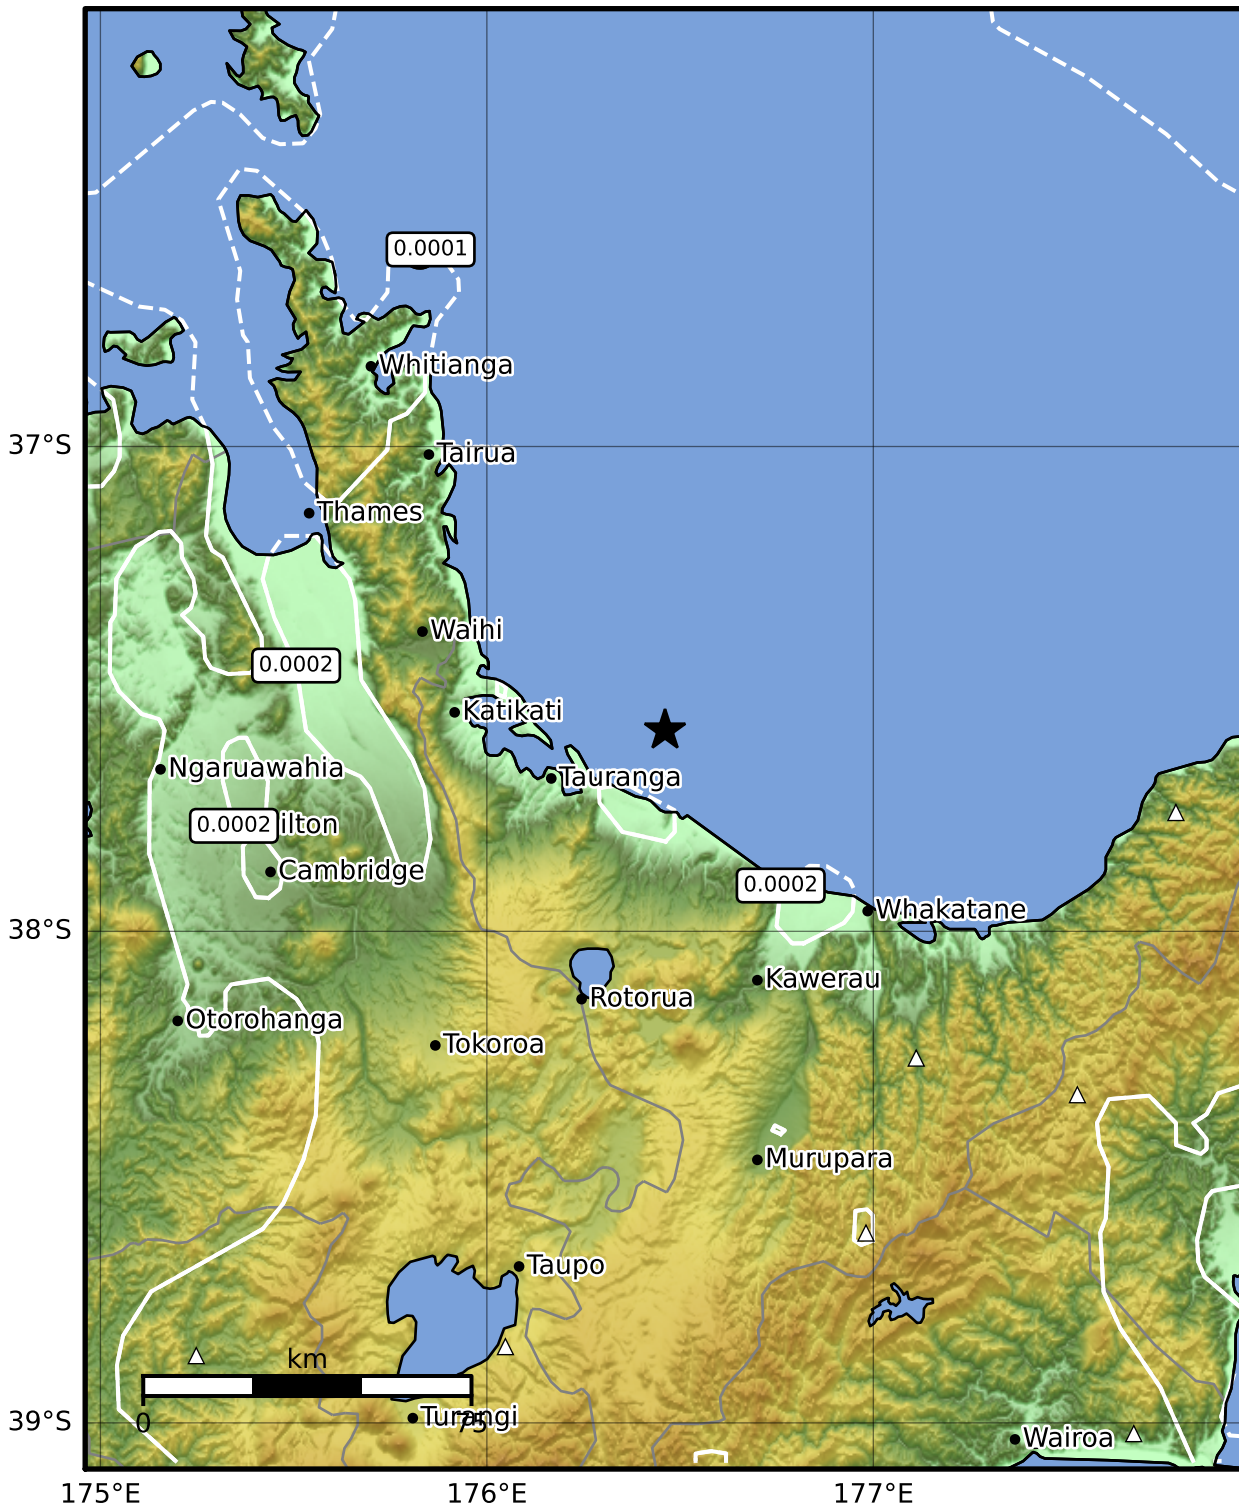 0.0001
Whitianga
37°S
Tairua
Thames
Waihi
0.0002
Katikati
Ngaruawahia
Tauranga
0.0002
ilton
Cambridge
0.0002
Whakatane
38°S
Kawerau
Rotorua
Otorohanga
Tokoroa
Murupara
Taupo
km
0
75
Turangi
39°S
Wairoa
175°E
176°E
177°E